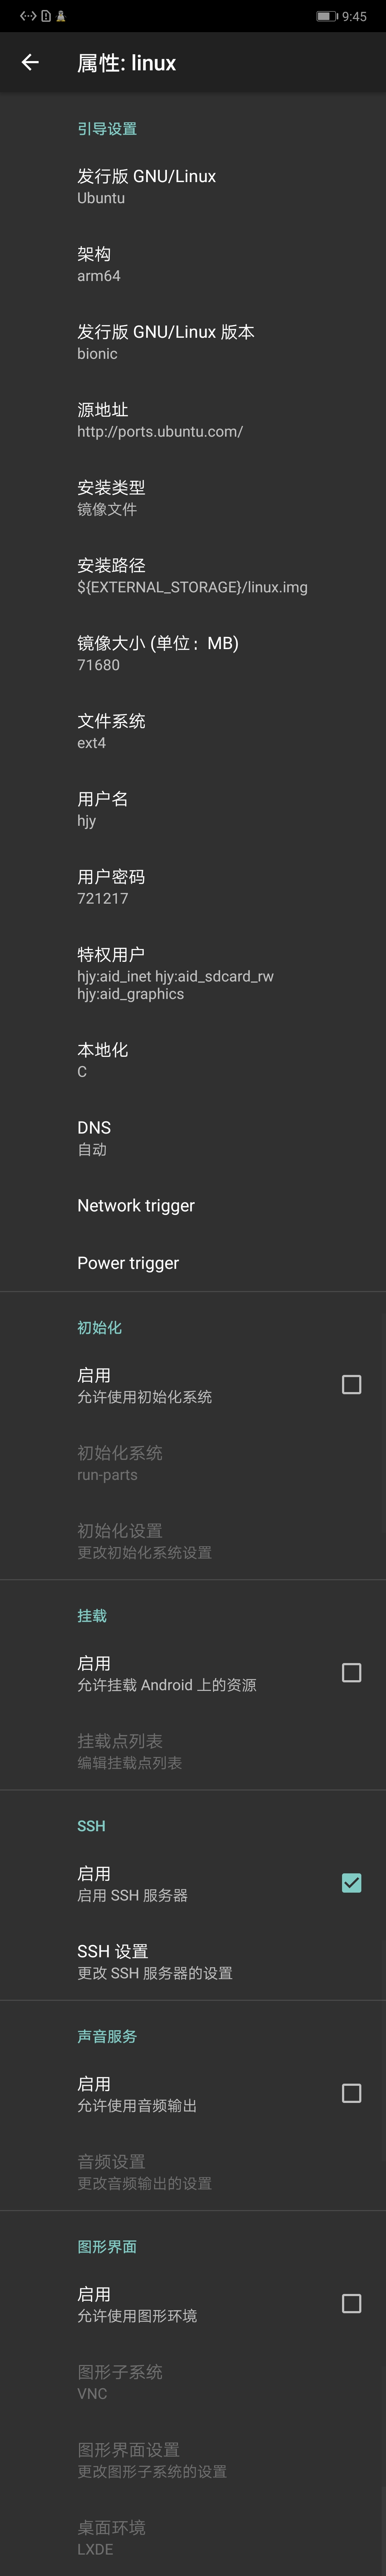 9:45
属性: linux
引导设置
发行版 GNU/Linux
Ubuntu
架构
arm64
发行版 GNU/Linux 版本
bionic
源地址
http://ports.ubuntu.com/
安装类型
镜像文件
安装路径
${EXTERNAL_STORAGE}/linux.img
镜像大小 (单位：MB)
71680
文件系统
ext4
用户名
hjy
用户密码
721217
特权用户
hjy:aid_inet hjy:aid_sdcard_rw
hjy:aid_graphics
本地化
C
DNS
自动
Network trigger
Power trigger
初始化
启用
允许使用初始化系统
初始化系统
run-parts
初始化设置
更改初始化系统设置
挂载
启用
允许挂载 Android 上的资源
挂载点列表
编辑挂载点列表
SSH
启用
启用 SSH 服务器
SSH 设置
更改 SSH 服务器的设置
声音服务
启用
允许使用音频输出
音频设置
更改音频输出的设置
图形界面
启用
允许使用图形环境
图形子系统
VNC
图形界面设置
更改图形子系统的设置
桌面环境
LXDE